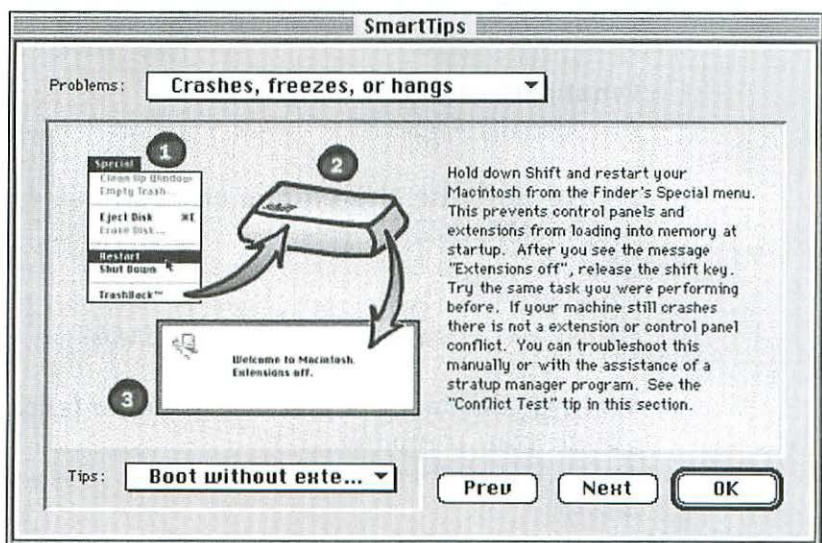 SmartTips
Problems:
Crashes, freezes, or hangs
1
Special
Clean Up Window
Empty Trash...
Eject Disk ⌘E
Erase Disk...
Restart
Shut Down
TrashBack™
2
shift
3
Welcome to Macintosh.
Extensions off.
Hold down Shift and restart your
Macintosh from the Finder's Special menu.
This prevents control panels and
extensions from loading into memory at
startup. After you see the message
"Extensions off", release the shift key.
Try the same task you were performing
before. If your machine still crashes
there is not a extension or control panel
conflict. You can troubleshoot this
manually or with the assistance of a
stratup manager program. See the
"Conflict Test" tip in this section.
Tips:
Boot without exte...
Prev
Next
OK